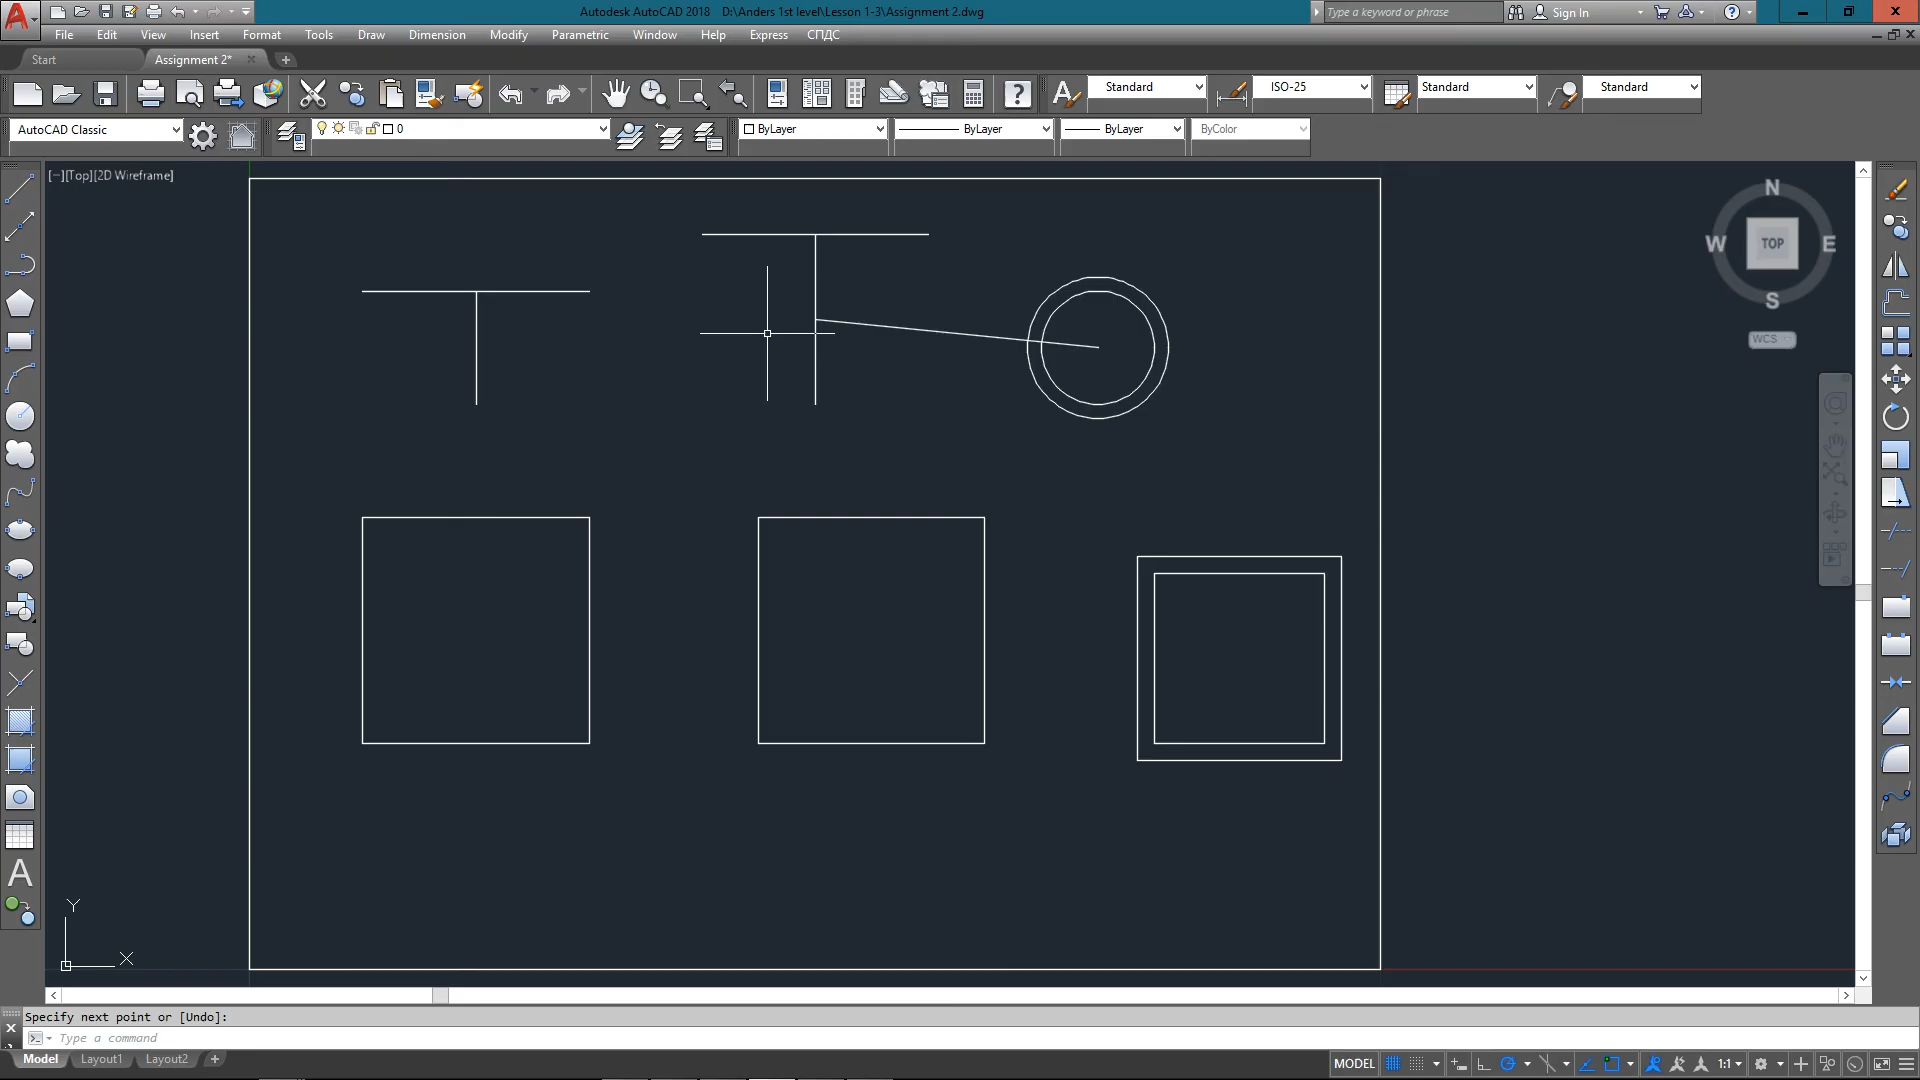 Autodesk AutoCAD 2018 D:\Anders 1st level\Lesson 1-3\Assignment 2.dwg
Type a keyword or phrase
Sign In
File Edit View Insert Format Tools Draw Dimension Modify Parametric Window Help Express СПДС
Start
Assignment 2*
Standard
ISO-25
Standard
Standard
AutoCAD Classic
0
ByLayer
ByLayer
ByLayer
ByColor
[−][Top][2D Wireframe]
N
W
TOP
E
S
WCS
A
Y
X
Specify next point or [Undo]:
Type a command
Model Layout1 Layout2
MODEL
1:1